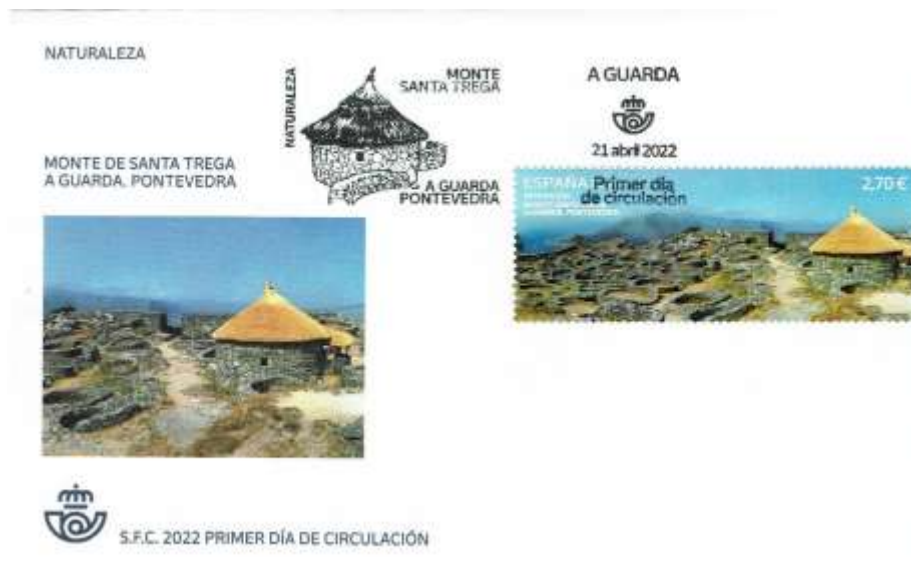 NATURALEZA
MONTE DE SANTA TREGA
A GUARDA. PONTEVEDRA
NATURALEZA
MONTE
SANTA TREGA
A GUARDA
PONTEVEDRA
A GUARDA
21 abril 2022
Primer día
de circulación
ESPAÑA
2,70 €
S.F.C. 2022 PRIMER DÍA DE CIRCULACIÓN